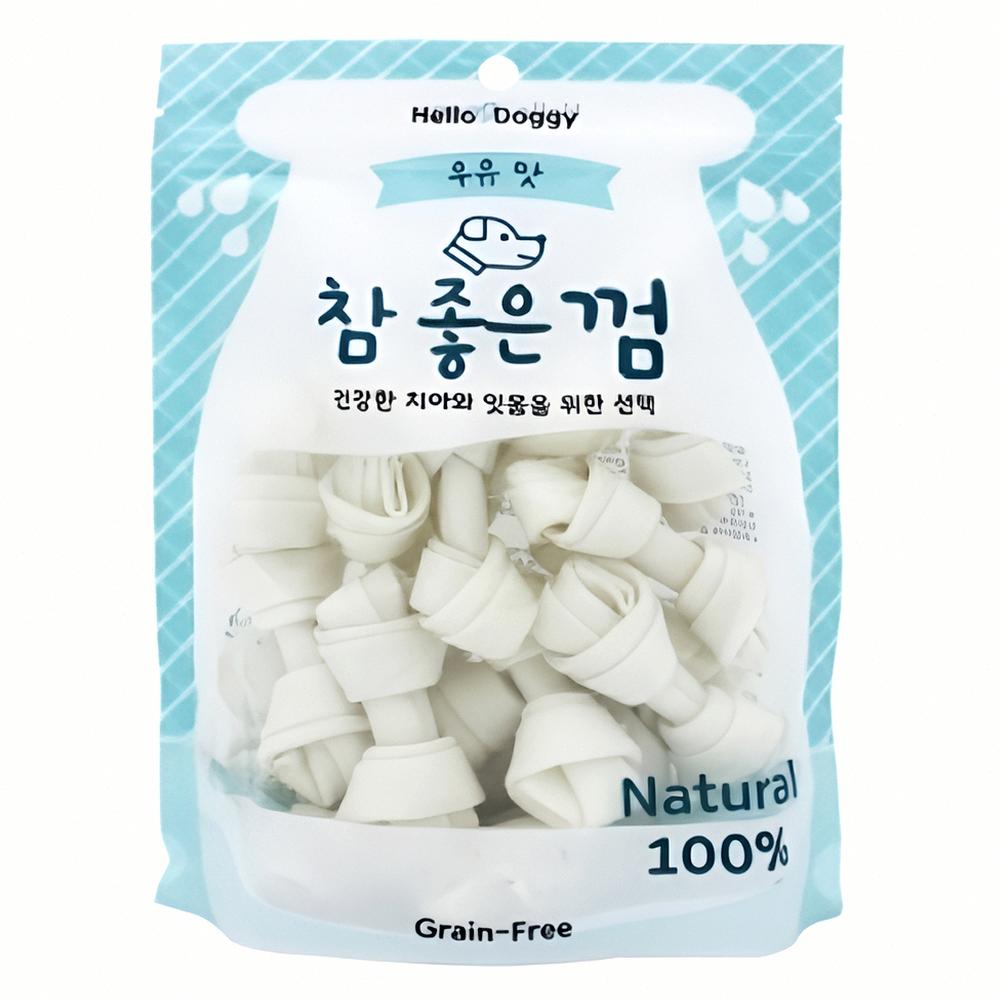 Hello Doggy
우유 맛
참 좋은 껌
건강한 치아와 잇몸을 위한 선택
Natural
100%
Grain-Free